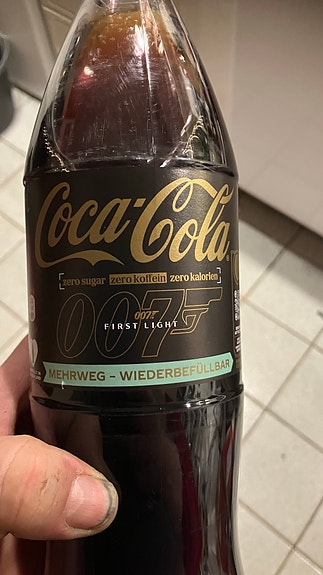 Coca-Cola
zero sugar zero koffein zero kalorien
007
007
FIRST LIGHT
MEHRWEG - WIEDERBEFÜLLBAR